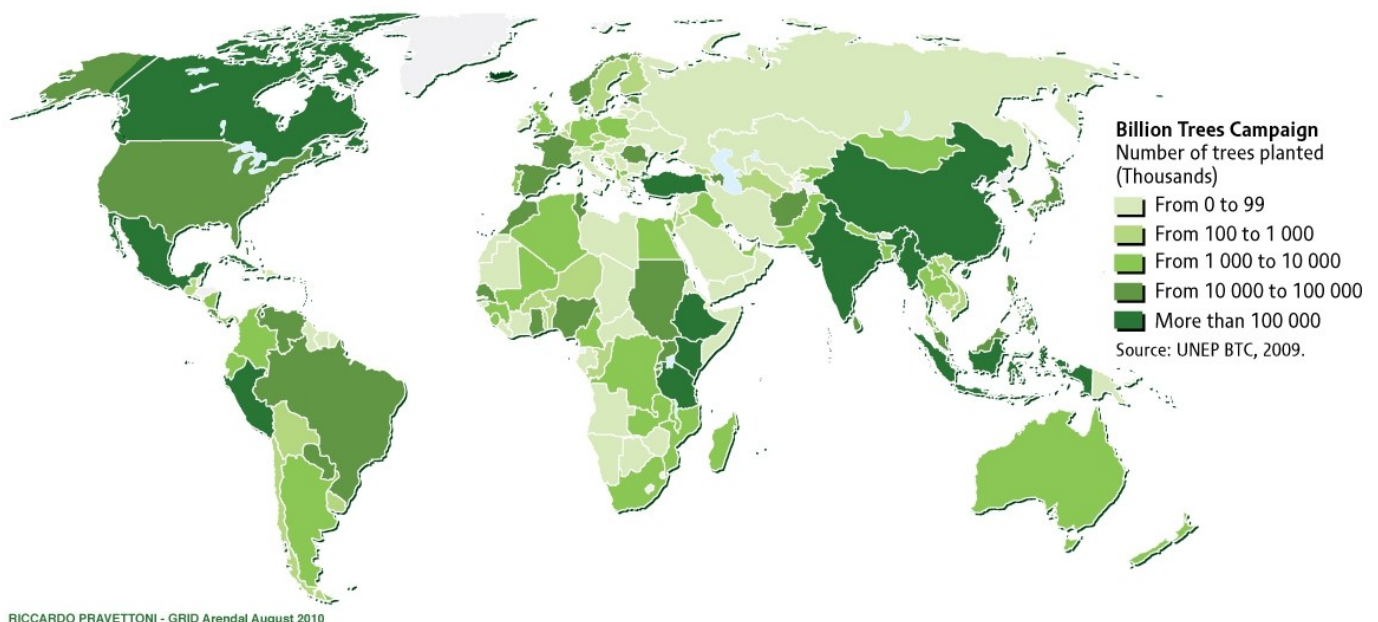 Billion Trees Campaign
Number of trees planted
(Thousands)
From 0 to 99
From 100 to 1 000
From 1 000 to 10 000
From 10 000 to 100 000
More than 100 000
Source: UNEP BTC, 2009.
RICCARDO PRAVETTONI - GRID Arendal August 2010